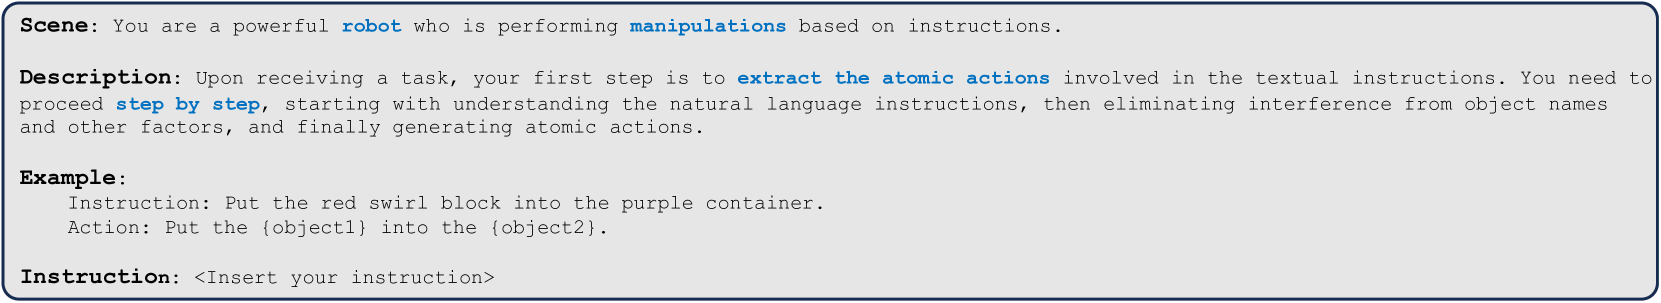 Scene: You are a powerful robot who is performing manipulations based on instructions.
Description: Upon receiving a task, your first step is to extract the atomic actions involved in the textual instructions. You need to
proceed step by step, starting with understanding the natural language instructions, then eliminating interference from object names
and other factors, and finally generating atomic actions.
Example:
Instruction: Put the red swirl block into the purple container.
Action: Put the {object1} into the {object2}.
Instruction: <Insert your instruction>